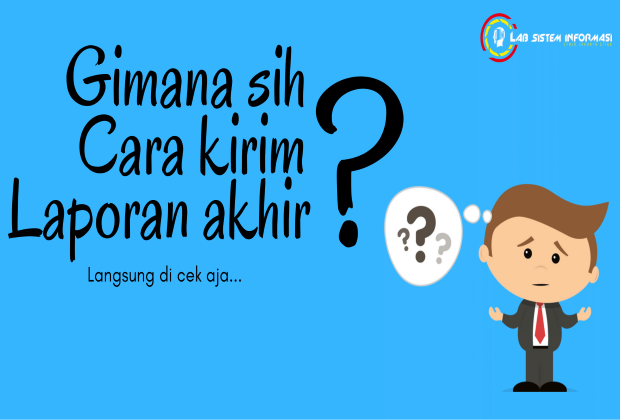 LAB SISTEM INFORMASI
Gimana sih
Cara kirim
Laporan akhir
?
Langsung di cek aja...
? ? ?